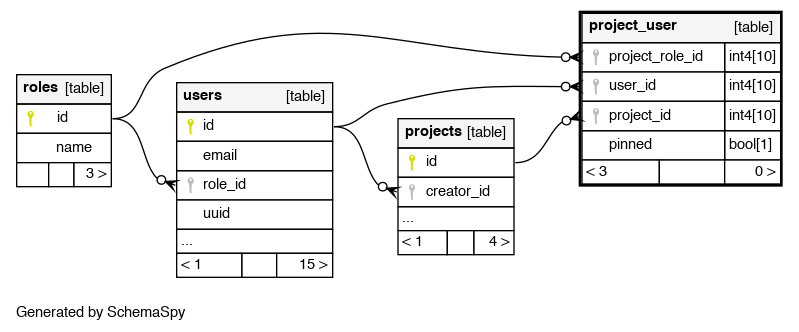 roles [table]
id
name
3 >
users [table]
id
email
role_id
uuid
...
< 1 15 >
projects [table]
id
creator_id
...
< 1 4 >
project_user [table]
project_role_id int4[10]
user_id int4[10]
project_id int4[10]
pinned bool[1]
< 3 0 >
Generated by SchemaSpy